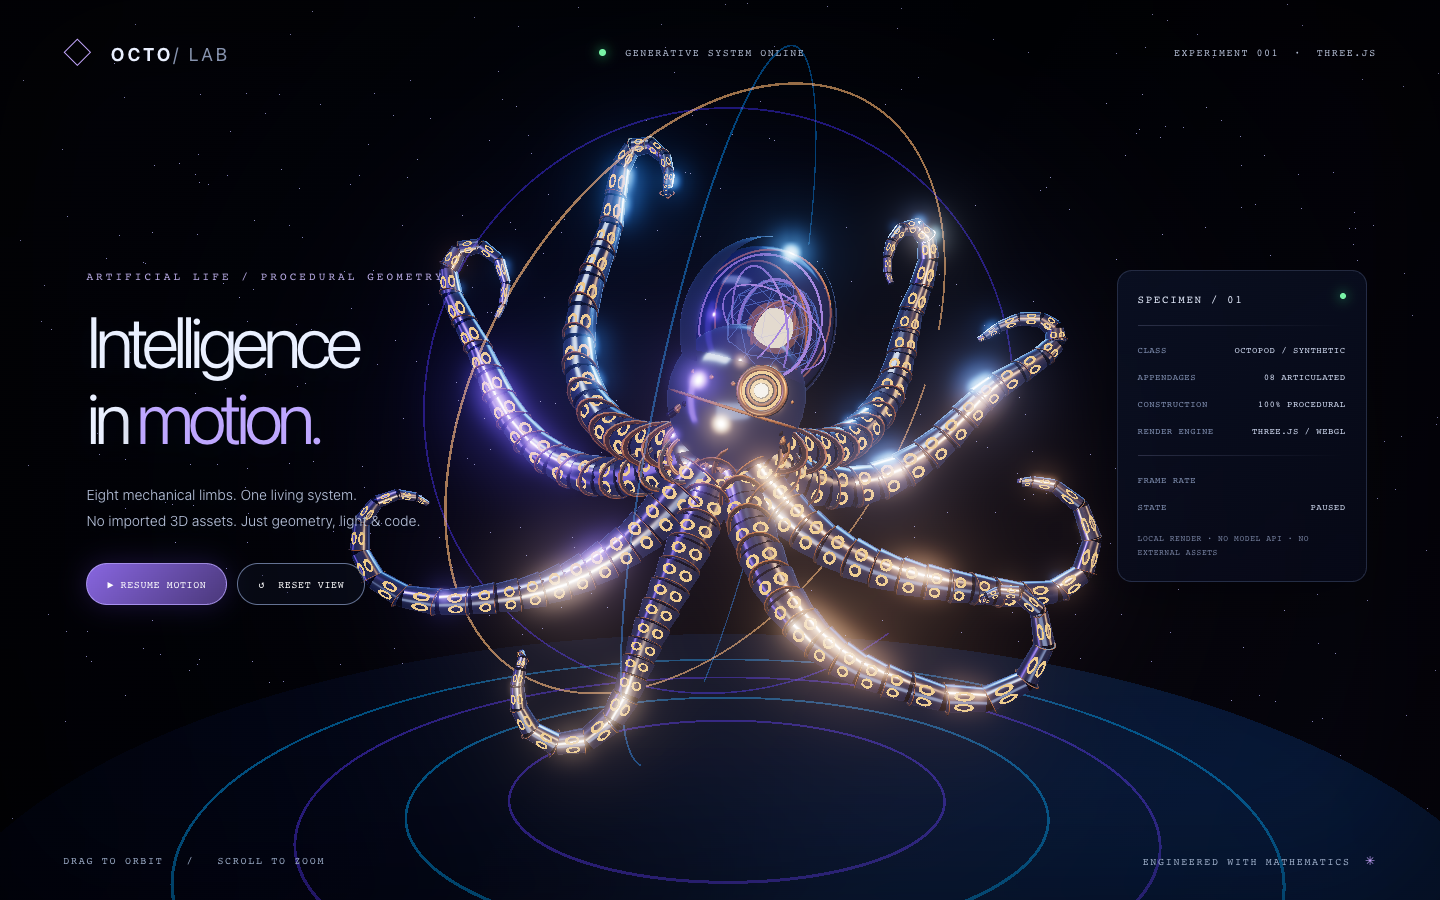 OCTO/ LAB
GENERATIVE SYSTEM ONLINE
EXPERIMENT 001 · THREE.JS
ARTIFICIAL LIFE / PROCEDURAL GEOMETRY
Intelligence
in motion.
Eight mechanical limbs. One living system.
No imported 3D assets. Just geometry, light & code.
▶ RESUME MOTION
↺ RESET VIEW
SPECIMEN / 01
CLASS OCTOPOD / SYNTHETIC
APPENDAGES 08 ARTICULATED
CONSTRUCTION 100% PROCEDURAL
RENDER ENGINE THREE.JS / WEBGL
FRAME RATE
STATE PAUSED
LOCAL RENDER · NO MODEL API · NO
EXTERNAL ASSETS
DRAG TO ORBIT / SCROLL TO ZOOM
ENGINEERED WITH MATHEMATICS ✳